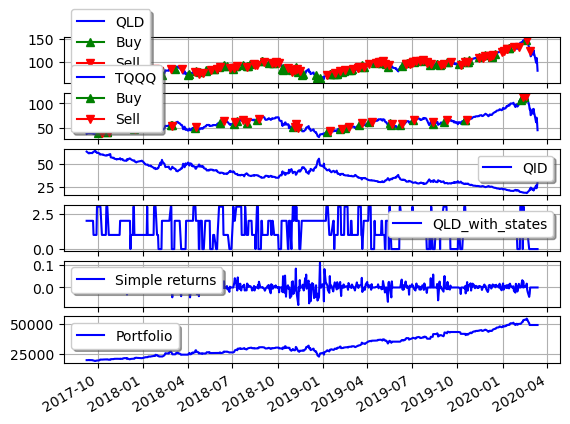 QLD
Buy
Sell
150
100
TQQQ
Buy
Sell
100
50
QID
50
25
QLD_with_states
2.5
0.0
Simple returns
0.1
0.0
Portfolio
50000
25000
2017-10 2018-01 2018-04 2018-07 2018-10 2019-01 2019-04 2019-07 2019-10 2020-01 2020-04